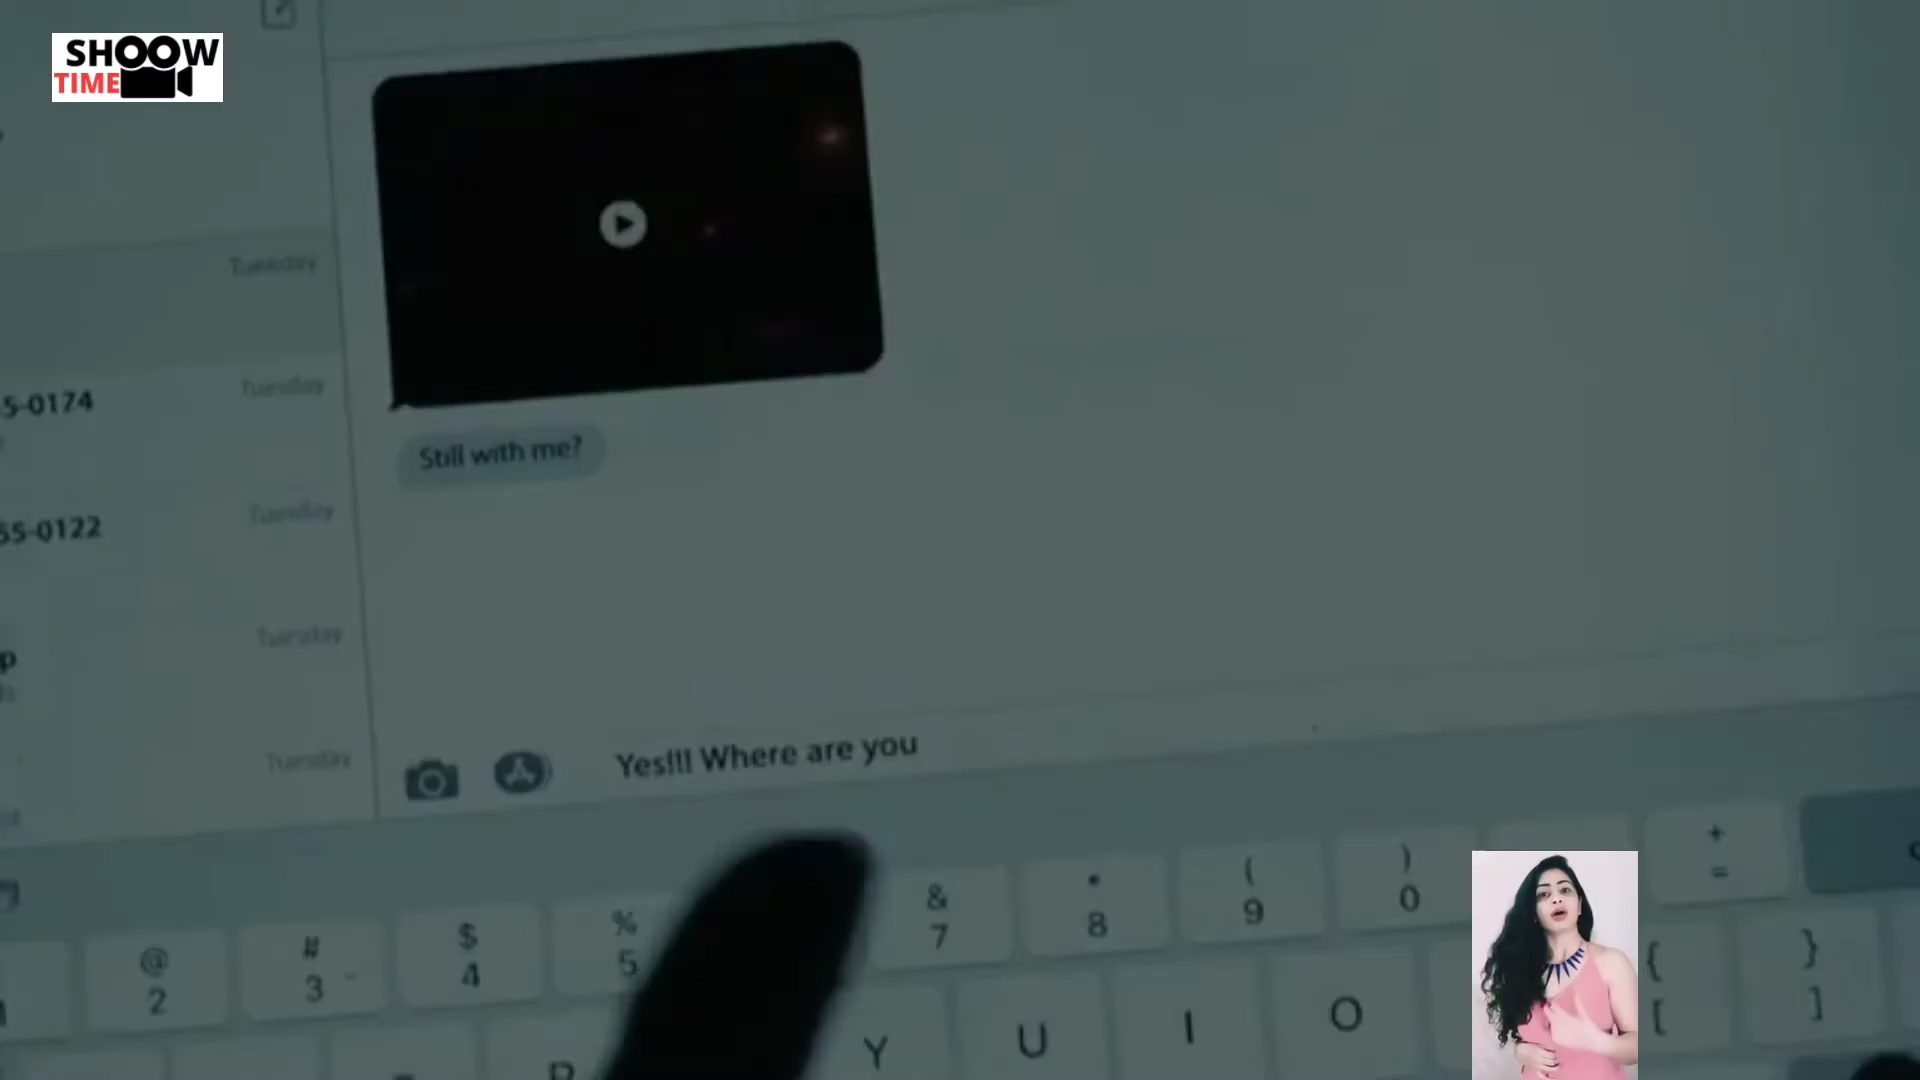 SHOOW
TIME
Tuesday
Tuesday
5-0174
Still with me?
Tuesday
55-0122
Tuesday
p
Tuesday
Yes!!! Where are you
+
=
)
0
(
9
*
8
&
7
%
5
$
4
#
3
@
2
{
[
}
]
Y
U
I
O